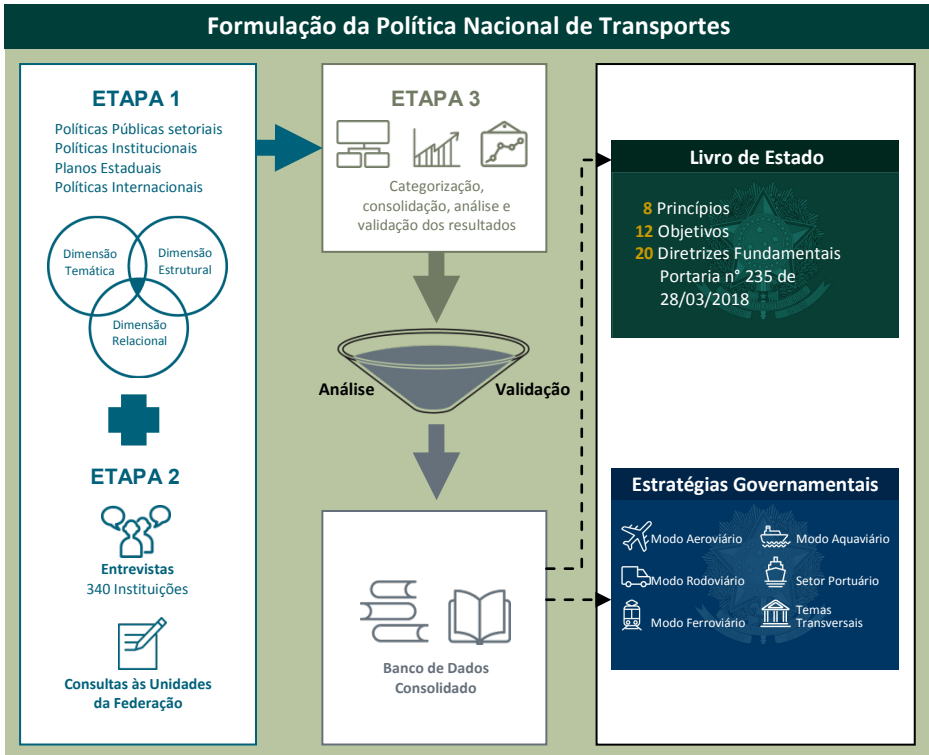 Formulação da Política Nacional de Transportes
ETAPA 1
Políticas Públicas setoriais
Políticas Institucionais
Planos Estaduais
Políticas Internacionais
Dimensão
Temática
Dimensão
Estrutural
Dimensão
Relacional
ETAPA 2
Entrevistas
340 Instituições
Consultas às Unidades
da Federação
ETAPA 3
Categorização,
consolidação, análise e
validação dos resultados
Análise
Validação
Banco de Dados
Consolidado
Livro de Estado
8 Princípios
12 Objetivos
20 Diretrizes Fundamentais
Portaria n° 235 de
28/03/2018
Estratégias Governamentais
Modo Aeroviário
Modo Aquaviário
Modo Rodoviário
Setor Portuário
Modo Ferroviário
Temas
Transversais